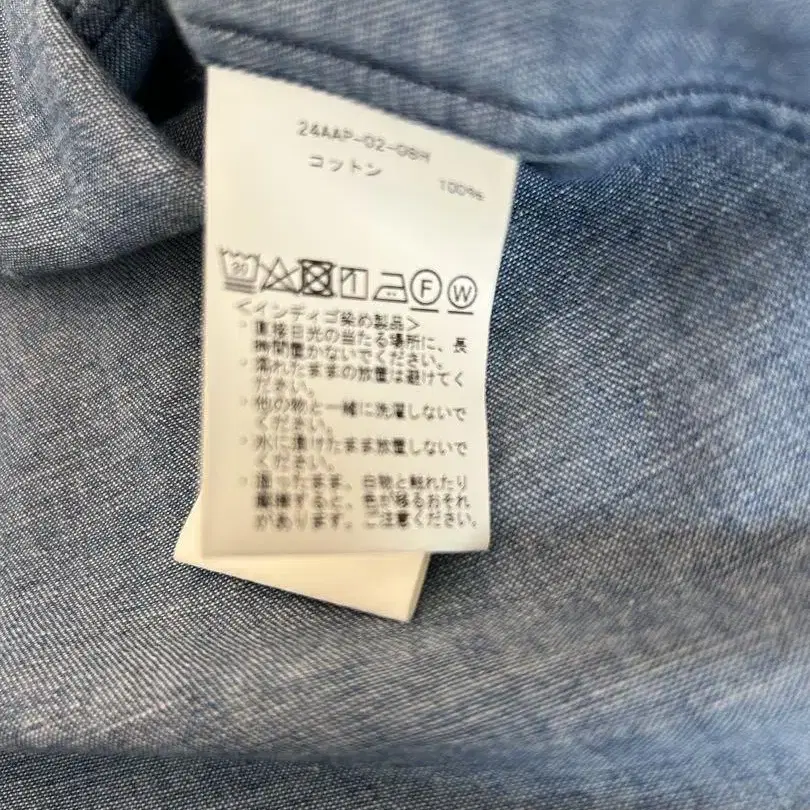 24AAP-02-06H
コットン 100%
30 F W
<インディゴ染め製品>
・直接日光の当たる場所に、長
時間置かないでください。
・濡れたままの放置は避けてく
ださい。
・他の物と一緒に洗濯しないで
ください。
・水に漬けたまま放置しないで
ください。
・湿ったまま、白物と触れたり
摩擦すると、色が移るおそれ
があります。ご注意ください。